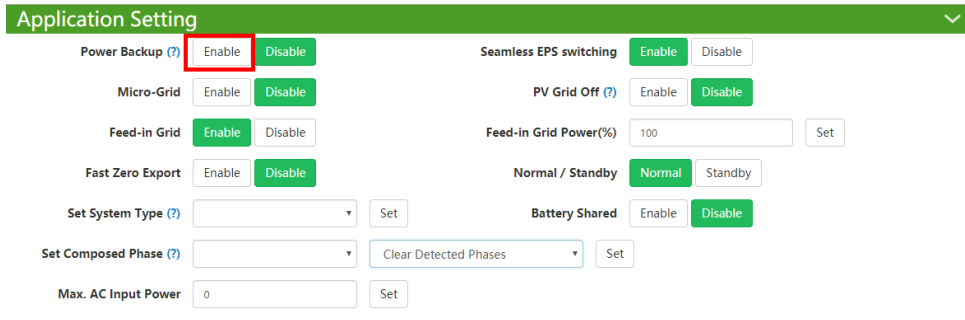 Application Setting
Power Backup (?) Enable Disable Seamless EPS switching Enable Disable
Micro-Grid Enable Disable PV Grid Off (?) Enable Disable
Feed-in Grid Enable Disable Feed-in Grid Power(%) 100 Set
Fast Zero Export Enable Disable Normal / Standby Normal Standby
Set System Type (?) Set Battery Shared Enable Disable
Set Composed Phase (?) Clear Detected Phases Set
Max. AC Input Power 0 Set